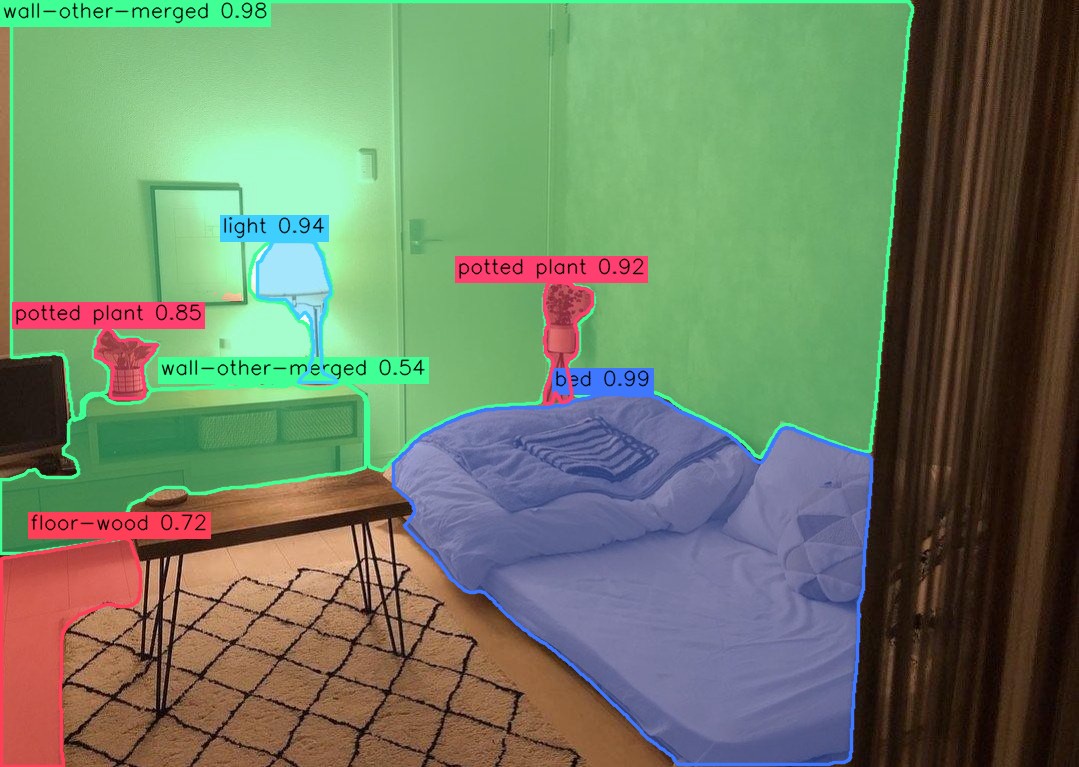 wall-other-merged 0.98
light 0.94
potted plant 0.92
potted plant 0.85
wall-other-merged 0.54
bed 0.99
floor-wood 0.72